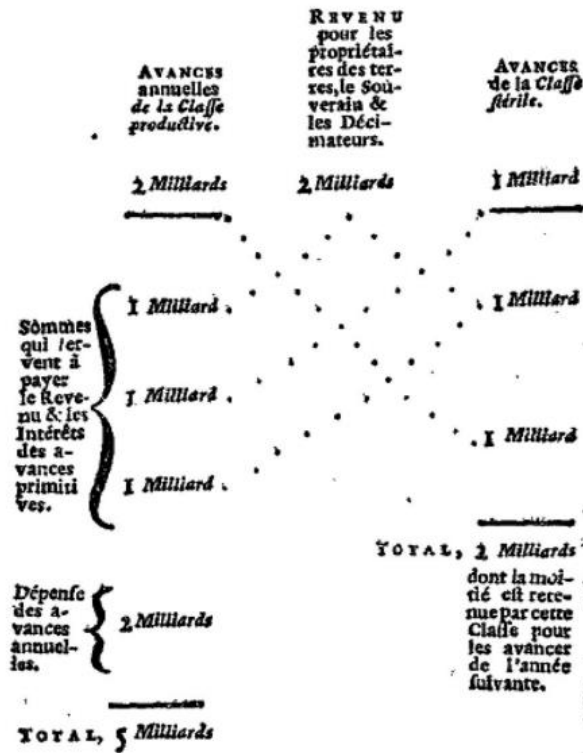 AVANCES
annuelles
de la Classe
productive.
REVENU
pour les
propriétai-
res des ter-
res, le Sou-
verain &
les Déci-
mateurs.
AVANCES
de la Classe
stérile.
2 Milliards
2 Milliards
1 Milliard
Sommes
qui ser-
vent à
payer
le Reve-
nu & les
Intérêts
des a-
vances
primiti-
ves.
1 Milliard
1 Milliard
1 Milliard
1 Milliard
1 Milliard
TOTAL, 2 Milliards
dont la moi-
tié est rete-
nue par cette
Classe pour
les avances
de l'année
suivante.
Dépense
des a-
vances
annuel-
les.
2 Milliards
TOTAL, 5 Milliards